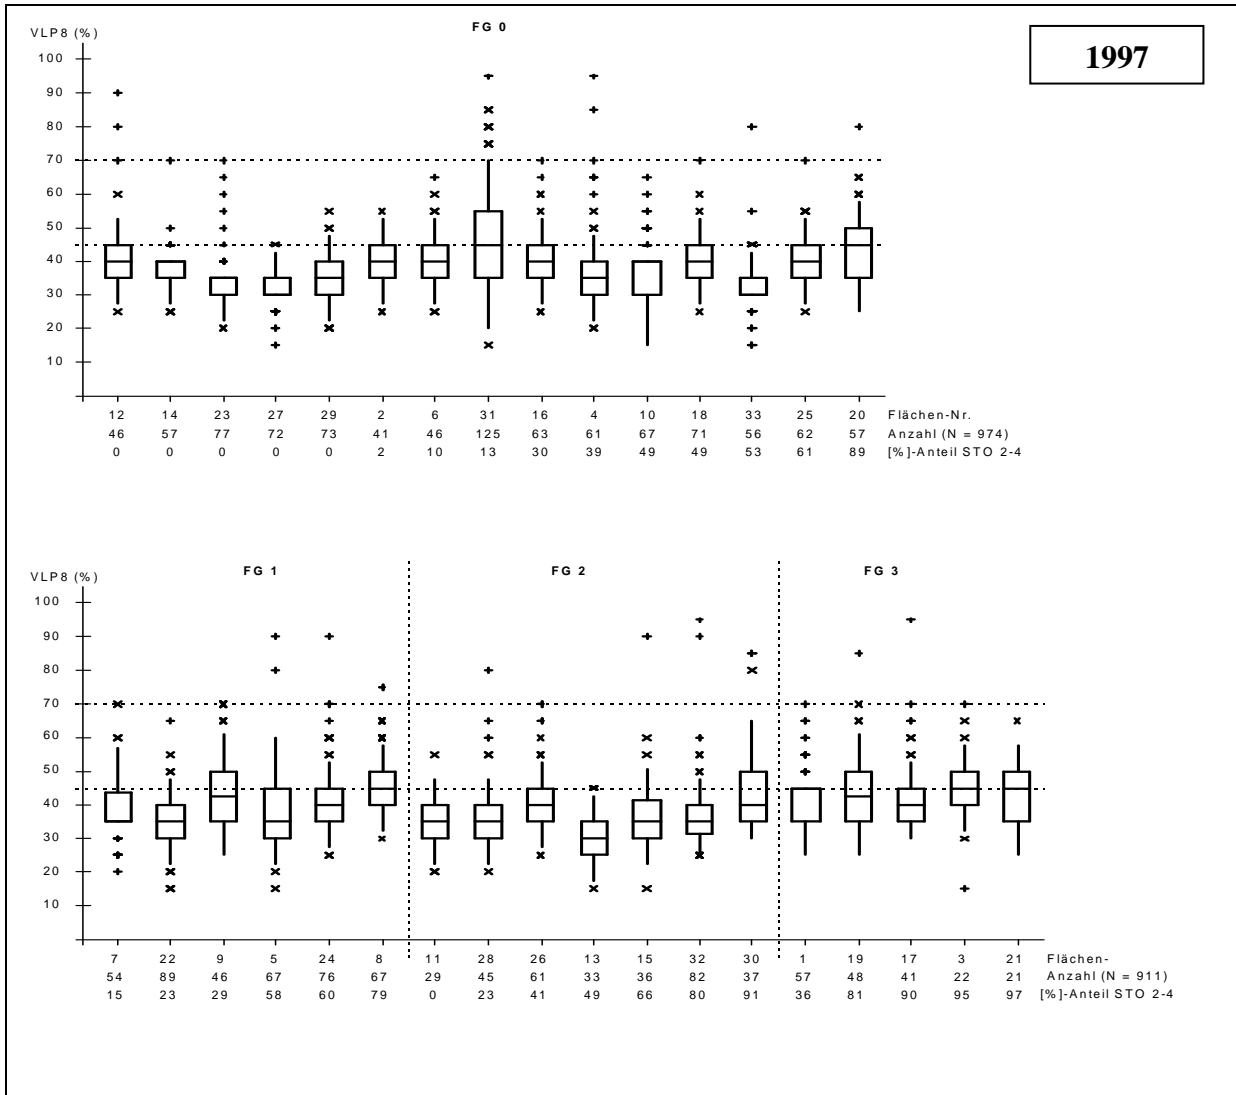 FG 0
VLP8 (%)
1997
100
90
80
70
60
50
40
30
20
10
12 14 23 27 29 2 6 31 16 4 10 18 33 25 20 Flächen-Nr.
46 57 77 72 73 41 46 125 63 61 67 71 56 62 57 Anzahl (N = 974)
0 0 0 0 0 2 10 13 30 39 49 49 53 61 89 [%]-Anteil STO 2-4
FG 1 FG 2 FG 3
VLP8 (%)
100
90
80
70
60
50
40
30
20
10
7 22 9 5 24 8 11 28 26 13 15 32 30 1 19 17 3 21 Flächen-
54 89 46 67 76 67 29 45 61 33 36 82 37 57 48 41 22 21 Anzahl (N = 911)
15 23 29 58 60 79 0 23 41 49 66 80 91 36 81 90 95 97 [%]-Anteil STO 2-4